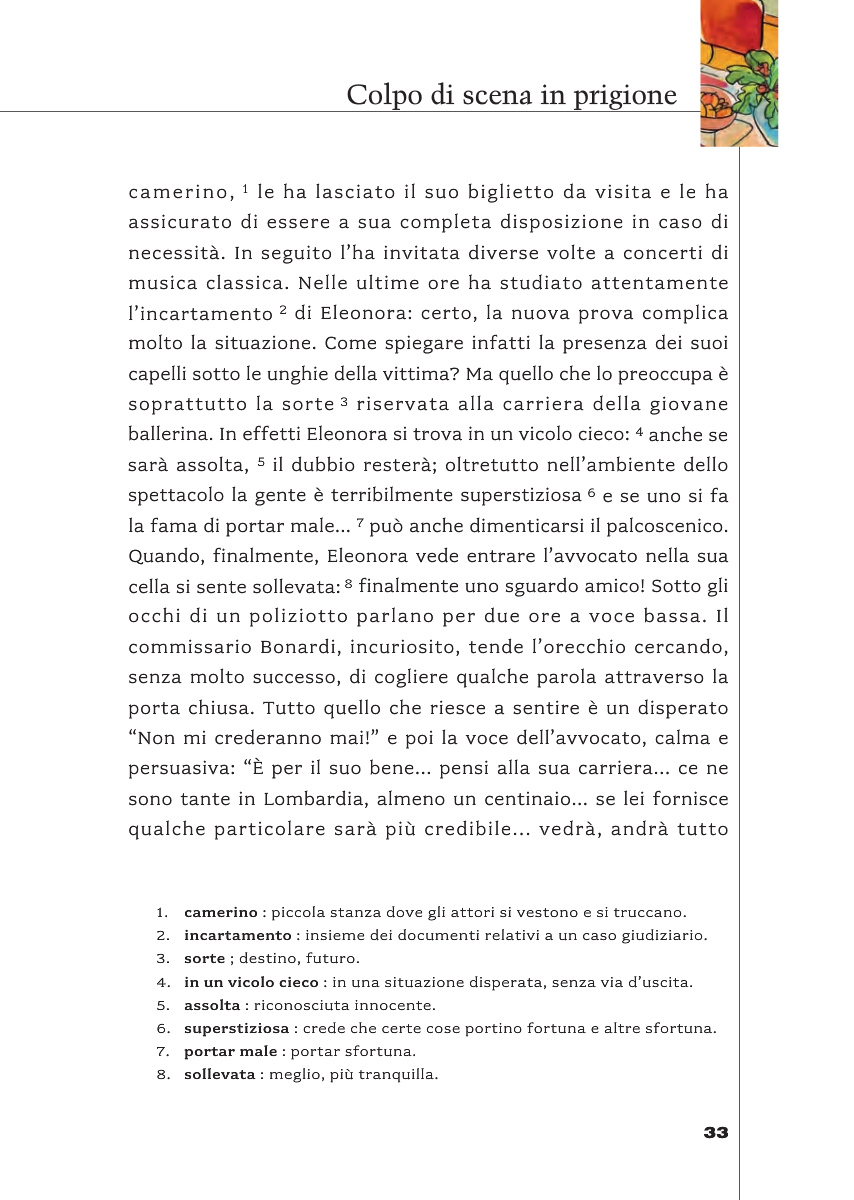 Colpo di scena in prigione
camerino, 1 le ha lasciato il suo biglietto da visita e le ha
assicurato di essere a sua completa disposizione in caso di
necessità. In seguito l’ha invitata diverse volte a concerti di
musica classica. Nelle ultime ore ha studiato attentamente
l’incartamento 2 di Eleonora: certo, la nuova prova complica
molto la situazione. Come spiegare infatti la presenza dei suoi
capelli sotto le unghie della vittima? Ma quello che lo preoccupa è
soprattutto la sorte 3 riservata alla carriera della giovane
ballerina. In effetti Eleonora si trova in un vicolo cieco: 4 anche se
sarà assolta, 5 il dubbio resterà; oltretutto nell’ambiente dello
spettacolo la gente è terribilmente superstiziosa 6 e se uno si fa
la fama di portar male... 7 può anche dimenticarsi il palcoscenico.
Quando, finalmente, Eleonora vede entrare l’avvocato nella sua
cella si sente sollevata: 8 finalmente uno sguardo amico! Sotto gli
occhi di un poliziotto parlano per due ore a voce bassa. Il
commissario Bonardi, incuriosito, tende l’orecchio cercando,
senza molto successo, di cogliere qualche parola attraverso la
porta chiusa. Tutto quello che riesce a sentire è un disperato
“Non mi crederanno mai!” e poi la voce dell’avvocato, calma e
persuasiva: “È per il suo bene... pensi alla sua carriera... ce ne
sono tante in Lombardia, almeno un centinaio... se lei fornisce
qualche particolare sarà più credibile... vedrà, andrà tutto
1. camerino : piccola stanza dove gli attori si vestono e si truccano.
2. incartamento : insieme dei documenti relativi a un caso giudiziario.
3. sorte ; destino, futuro.
4. in un vicolo cieco : in una situazione disperata, senza via d’uscita.
5. assolta : riconosciuta innocente.
6. superstiziosa : crede che certe cose portino fortuna e altre sfortuna.
7. portar male : portar sfortuna.
8. sollevata : meglio, più tranquilla.
33